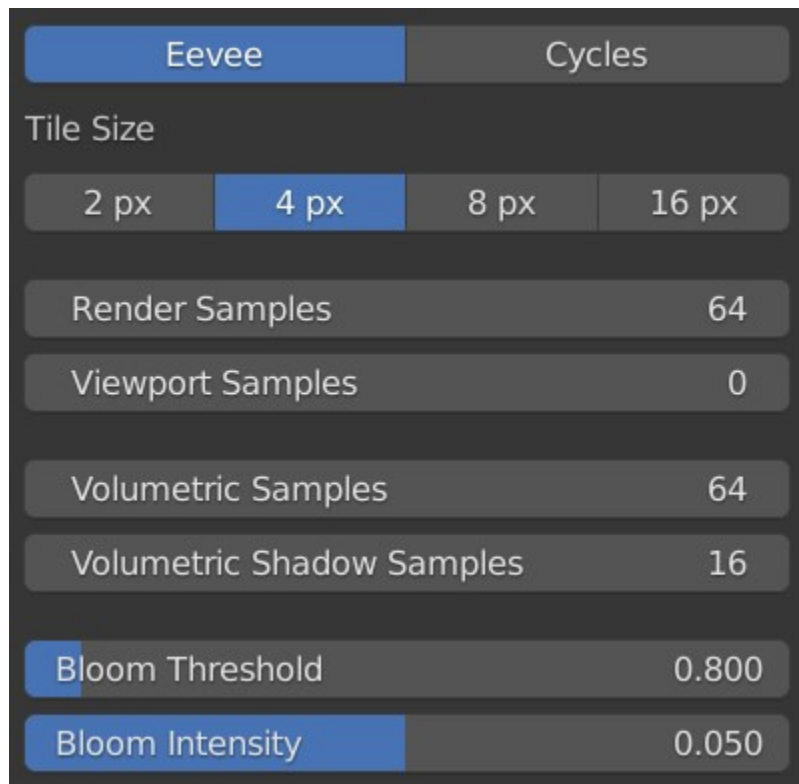 Eevee Cycles
Tile Size
2 px 4 px 8 px 16 px
Render Samples 64
Viewport Samples 0
Volumetric Samples 64
Volumetric Shadow Samples 16
Bloom Threshold 0.800
Bloom Intensity 0.050